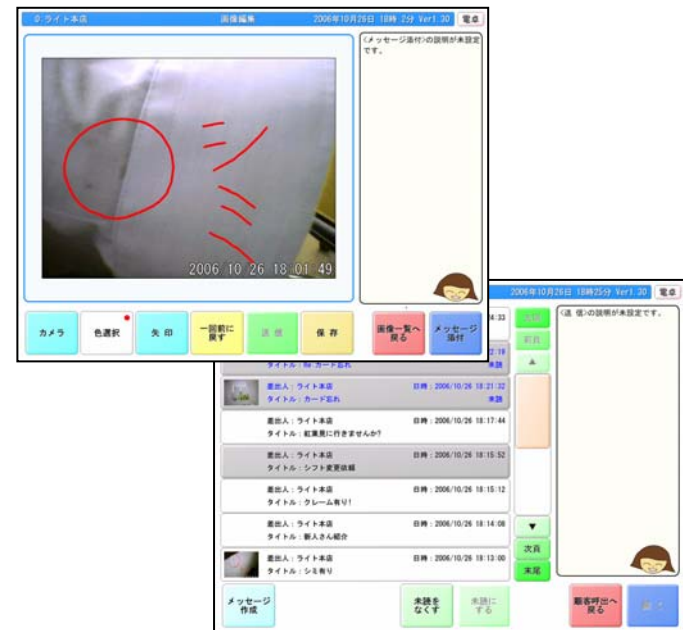 0:ライト本店 画像編集 2006年10月26日 18時 2分 Ver1.30 電卓
<メッセージ添付>の説明が未設定
です。
シミ
2006 10 26 18 01 49
カメラ
色選択
矢 印
一回前に
戻す
送 信
保 存
画像一覧へ
戻る
メッセージ
添付
2006年10月26日 18時25分 Ver1.30 電卓
<送 信>の説明が未設定です。
前頁
▲
タイトル:Re カード忘れ 未読
差出人:ライト本店 日時:2006/10/26 18:21:32
タイトル:カード忘れ 未読
差出人:ライト本店 日時:2006/10/26 18:17:44
タイトル:紅葉見に行きませんか?
差出人:ライト本店 日時:2006/10/26 18:15:52
タイトル:シフト変更依頼
差出人:ライト本店 日時:2006/10/26 18:15:12
タイトル:クレーム有り!
差出人:ライト本店 日時:2006/10/26 18:14:08
タイトル:新人さん紹介
差出人:ライト本店 日時:2006/10/26 18:13:00
タイトル:シミ有り
▼
次頁
末尾
メッセージ
作成
未読を
なくす
未読に
する
顧客呼出へ
戻る